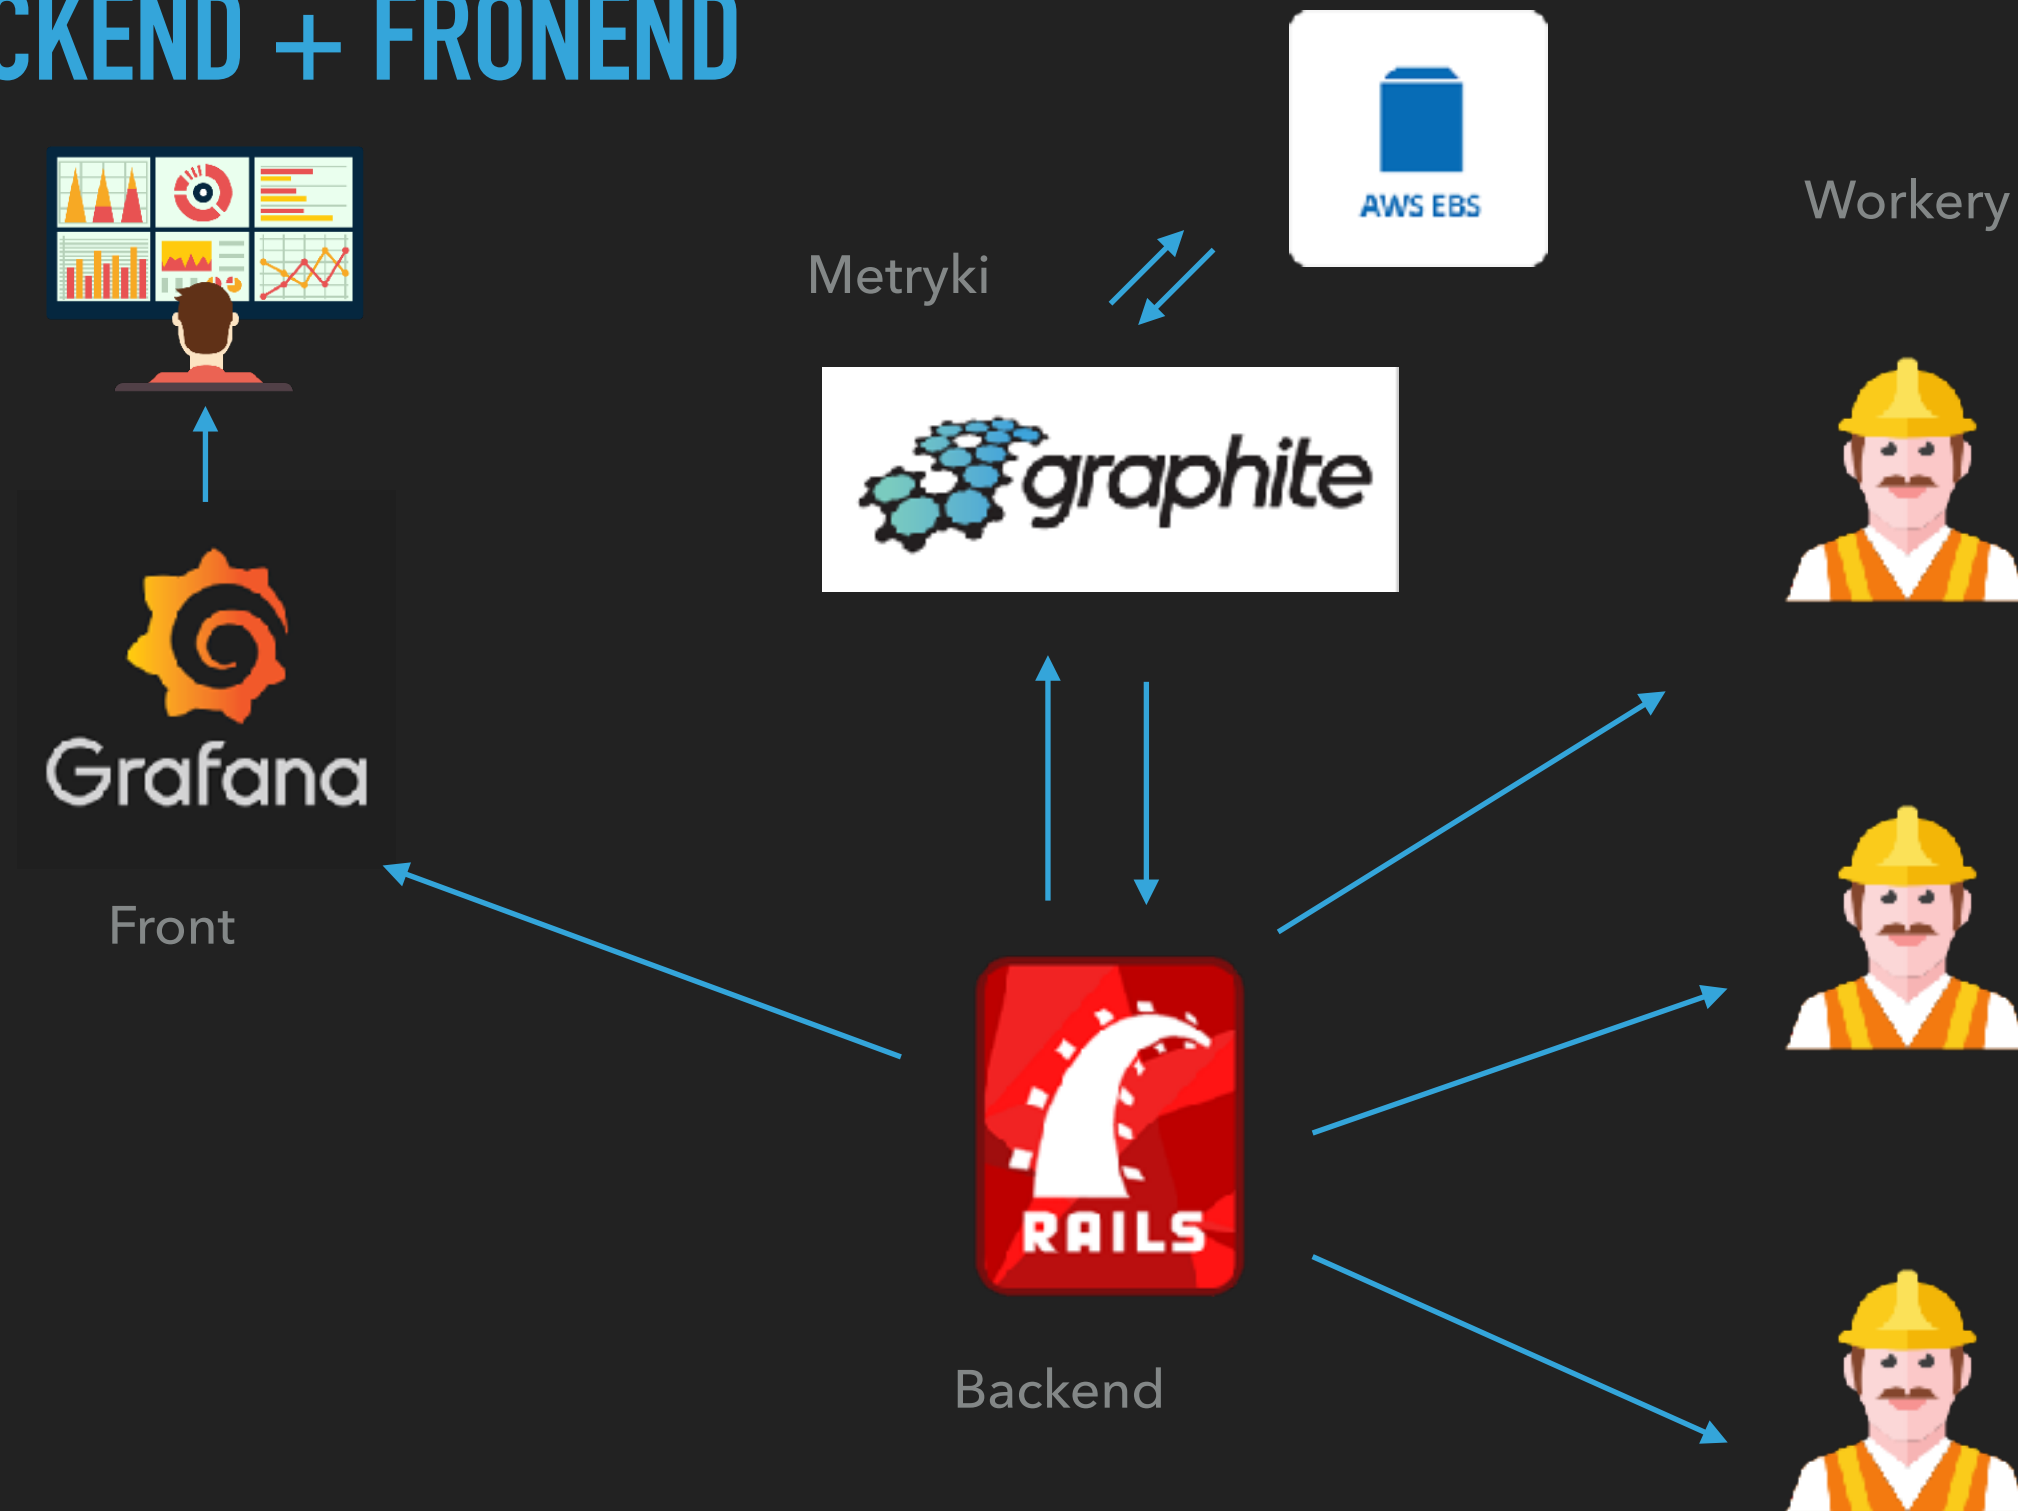 CKEND + FRONEND
AWS EBS
Workery
Metryki
graphite
Grafana
Front
RAILS
Backend